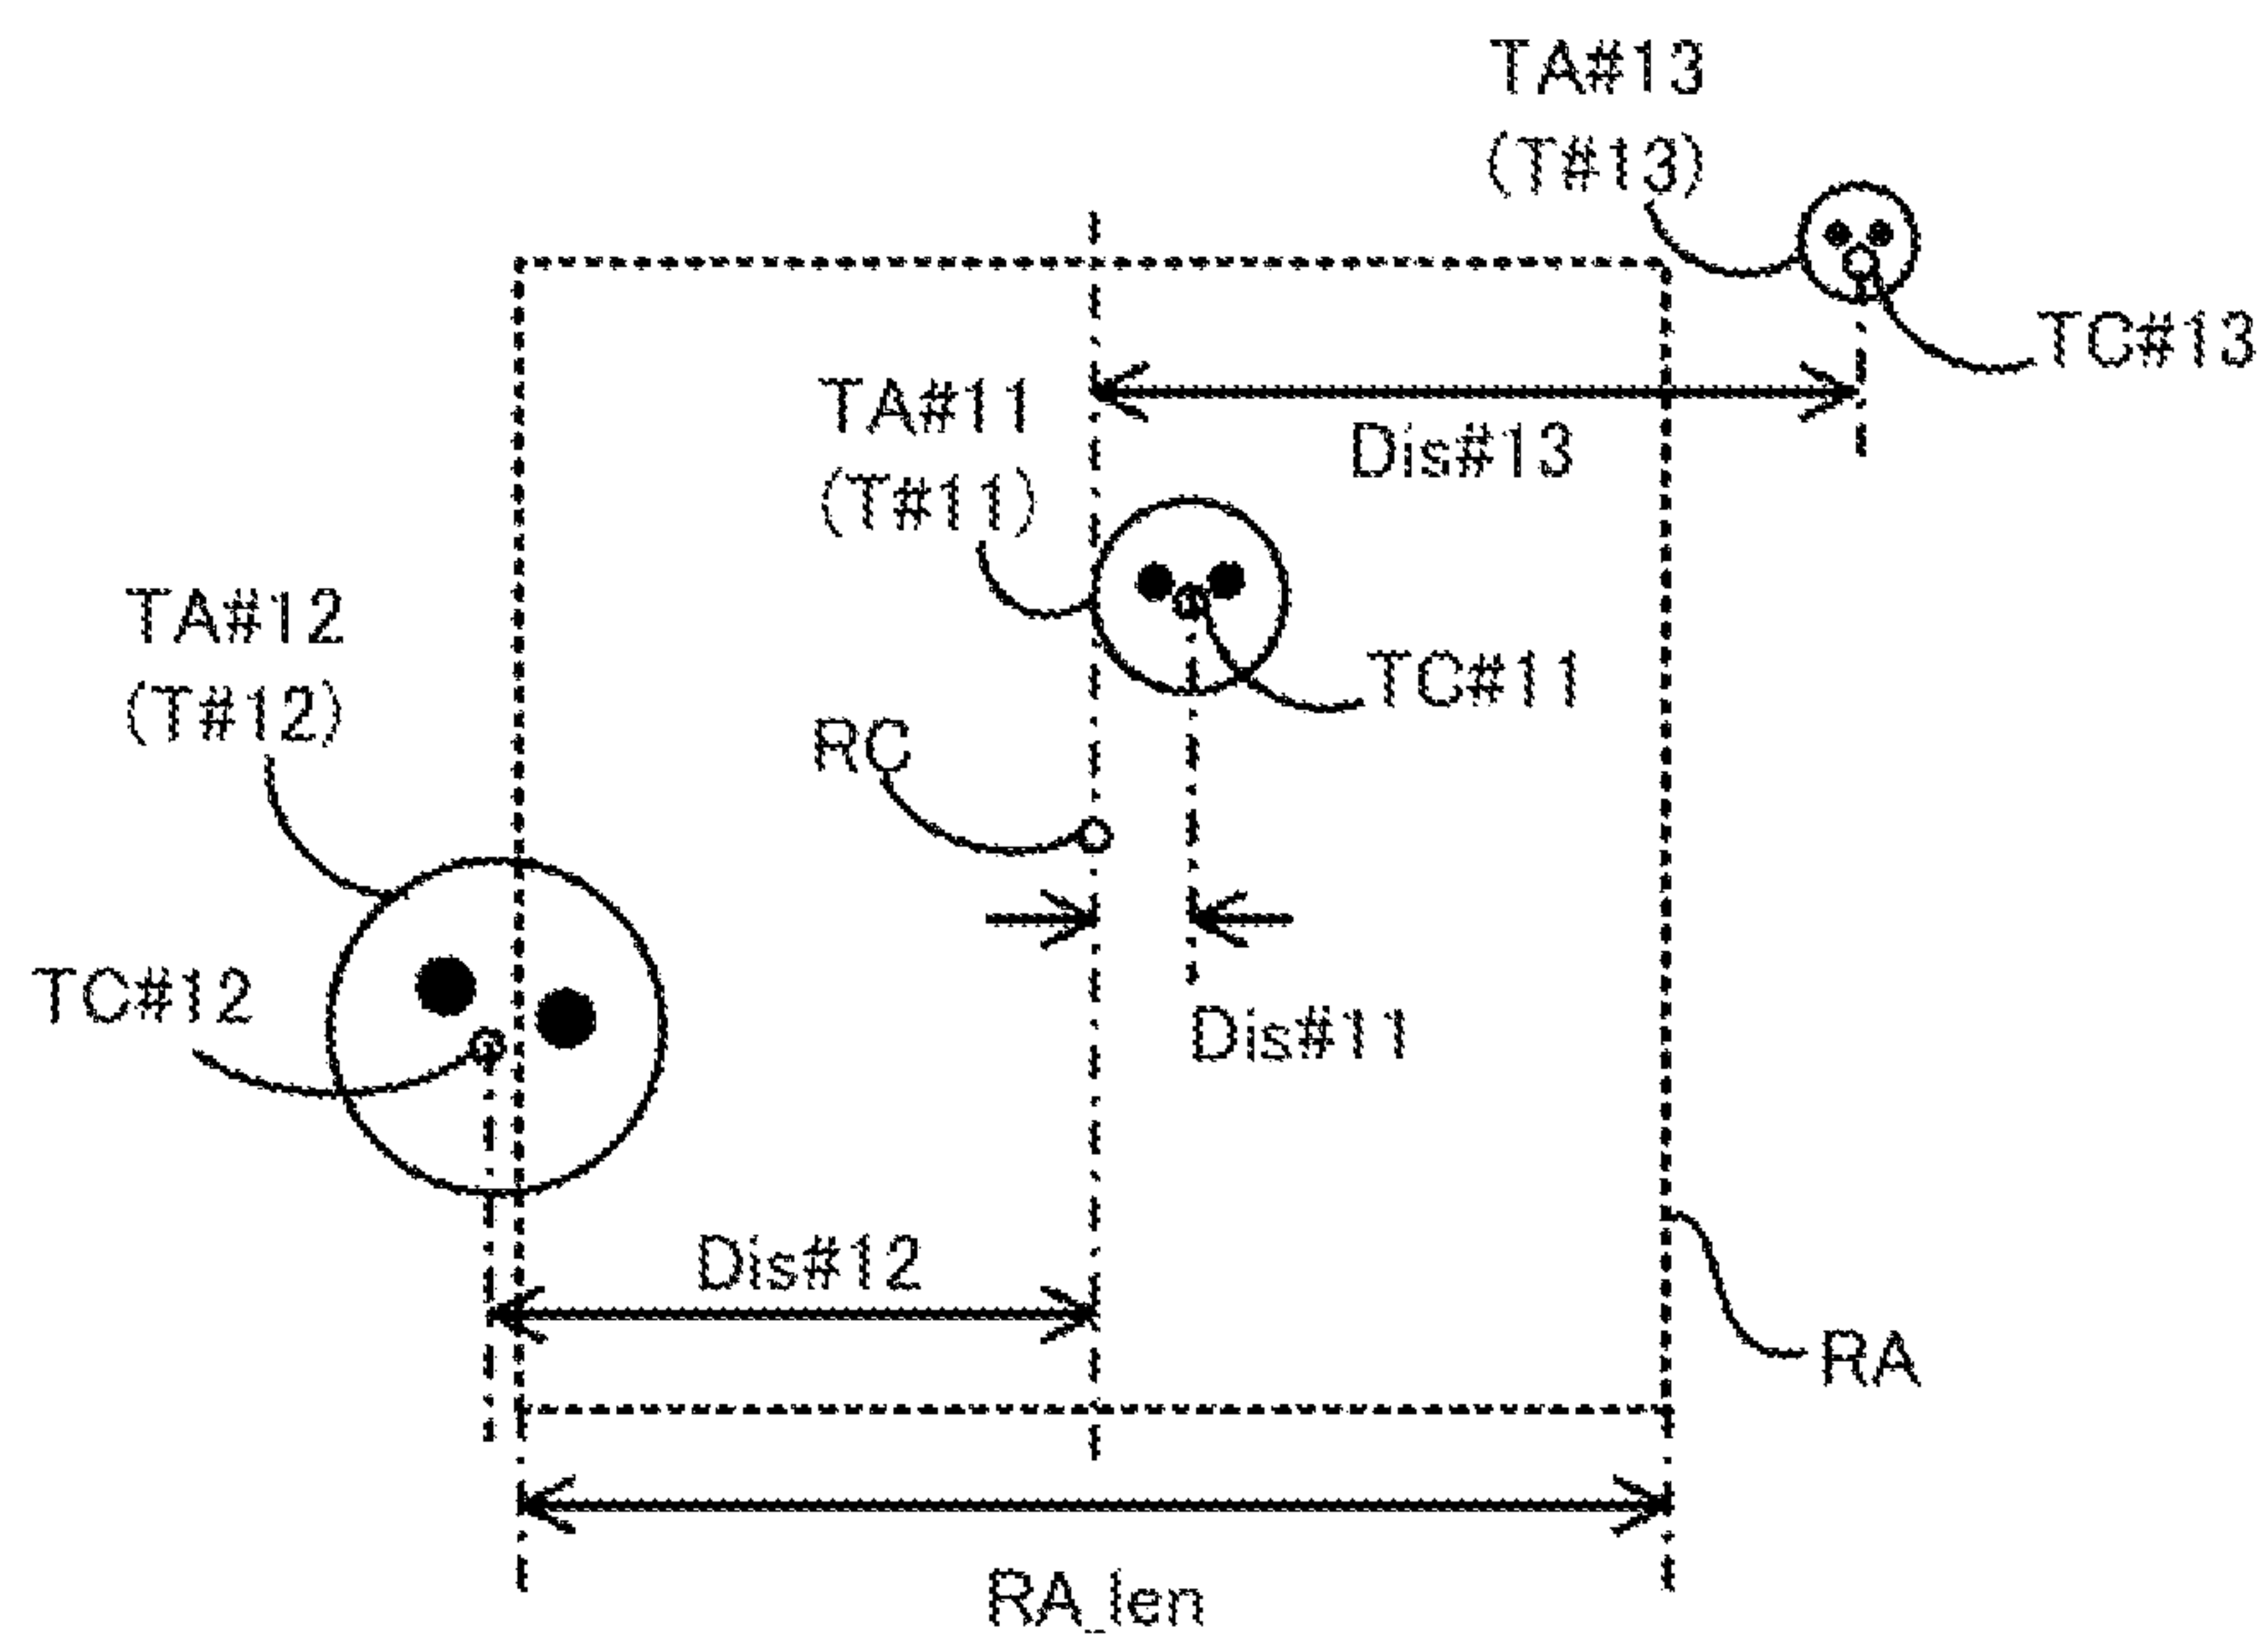 TA#13
(T#13)
TC#13
TA#11
(T#11)
Dis#13
TA#12
(T#12)
TC#11
RC
TC#12
Dis#11
Dis#12
RA
RA_len